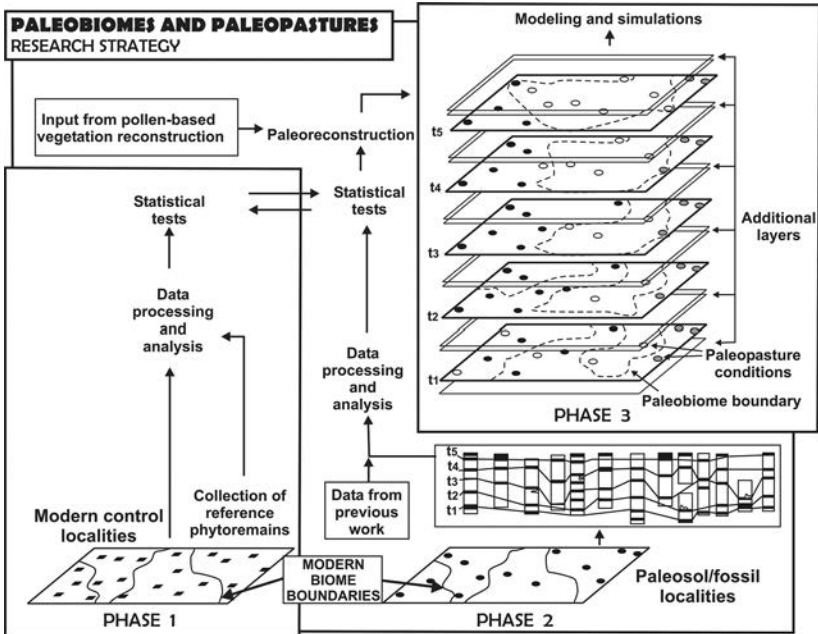 PALEOBIOMES AND PALEOPASTURES
RESEARCH STRATEGY
Modeling and simulations
Input from pollen-based
vegetation reconstruction
Paleoreconstruction
t5
t4
t3
t2
t1
Additional
layers
Paleopasture
conditions
Paleobiome boundary
PHASE 3
Statistical
tests
Statistical
tests
Data
processing
and
analysis
Data
processing
and
analysis
Collection of
reference
phytoremains
Modern control
localities
Data from
previous
work
t5
t4
t3
t2
t1
MODERN
BIOME
BOUNDARIES
Paleosol/fossil
localities
PHASE 1
PHASE 2